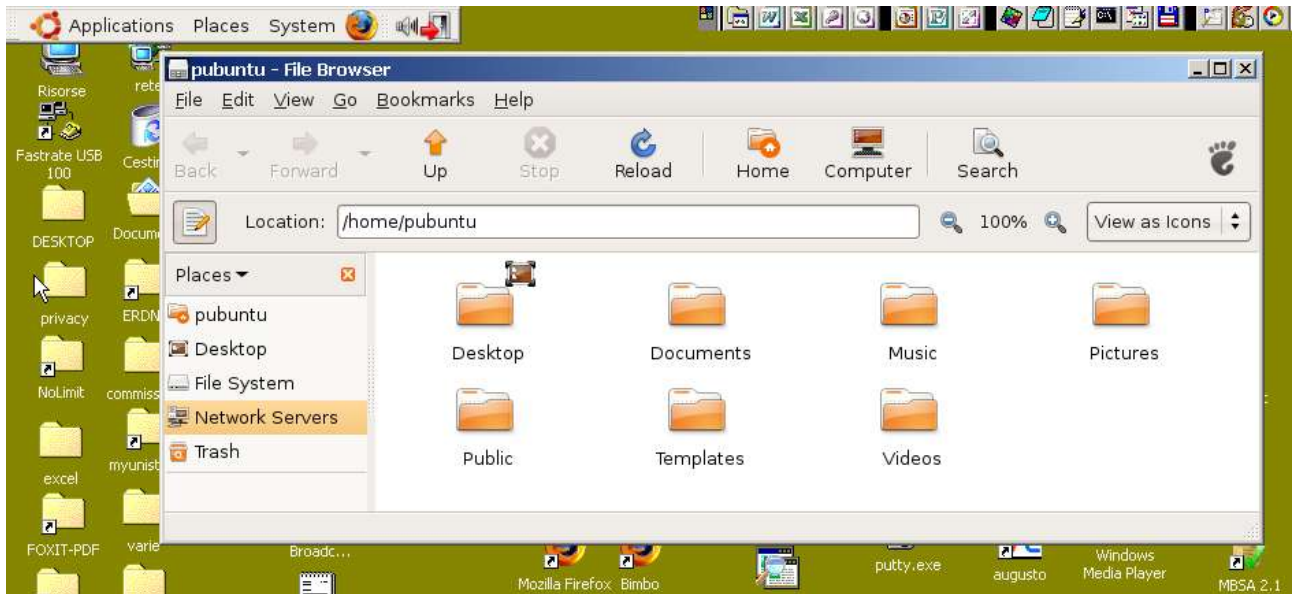 Applications Places System
Risorse
rete
Fastrate USB
100
Cestin
DESKTOP
Docume
privacy
ERDN
NoLimit
commiss
excel
myunist
FOXIT-PDF
varie
pubuntu - File Browser
File Edit View Go Bookmarks Help
Back Forward Up Stop Reload Home Computer Search
Location: /home/pubuntu 100% View as Icons
Places
pubuntu
Desktop
File System
Network Servers
Trash
Desktop Documents Music Pictures
Public Templates Videos
Broadc...
Mozilla Firefox
Bimbo
putty.exe
augusto
Windows
Media Player
MBSA 2.1